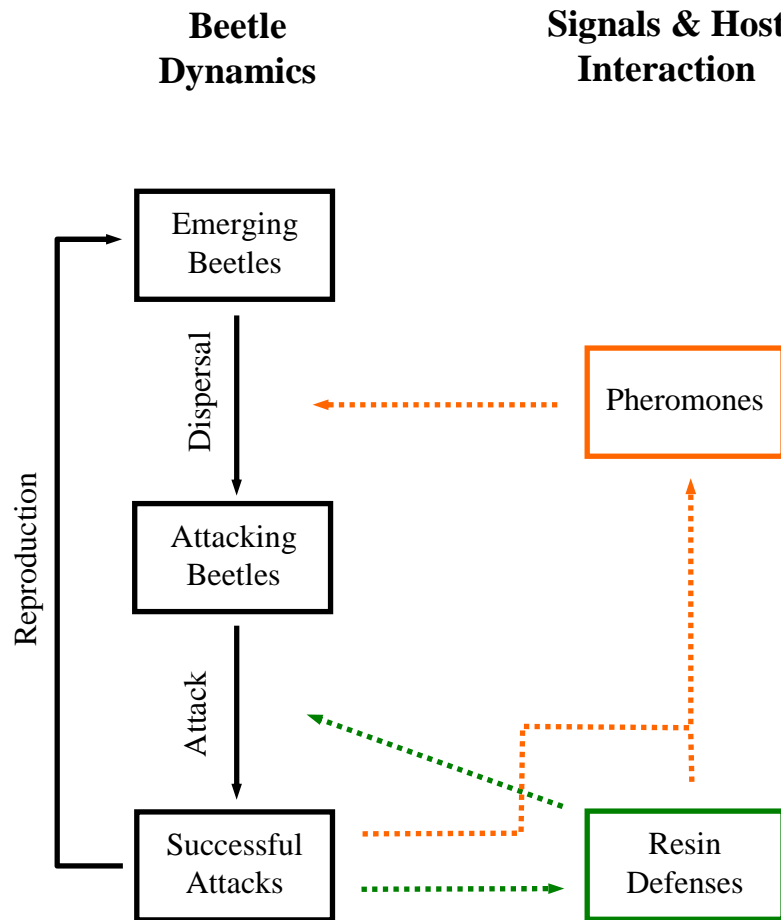 Beetle
Dynamics
Signals & Host
Interaction
Emerging
Beetles
Dispersal
Pheromones
Attacking
Beetles
Reproduction
Attack
Successful
Attacks
Resin
Defenses